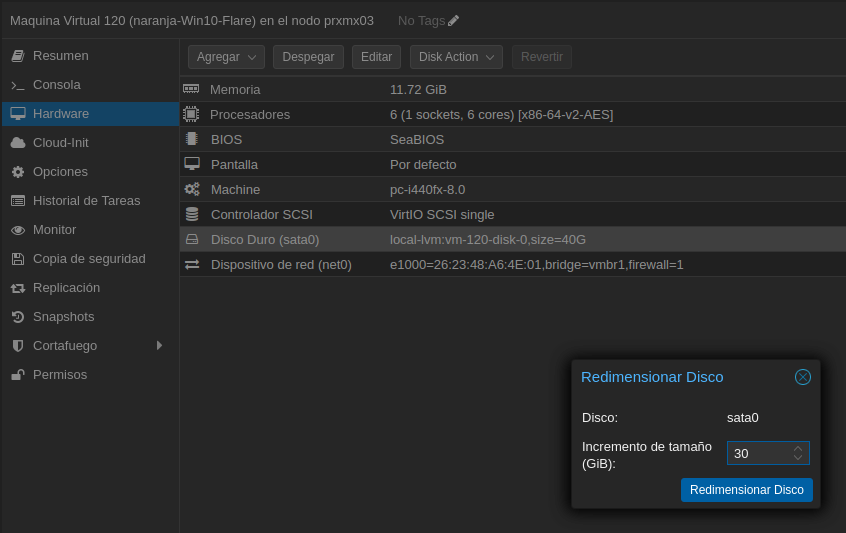 Maquina Virtual 120 (naranja-Win10-Flare) en el nodo prxmx03 No Tags
Resumen
Consola
Hardware
Cloud-Init
Opciones
Historial de Tareas
Monitor
Copia de seguridad
Replicación
Snapshots
Cortafuego
Permisos
Agregar Despegar Editar Disk Action Revertir
Memoria 11.72 GiB
Procesadores 6 (1 sockets, 6 cores) [x86-64-v2-AES]
BIOS SeaBIOS
Pantalla Por defecto
Machine pc-i440fx-8.0
Controlador SCSI VirtIO SCSI single
Disco Duro (sata0) local-lvm:vm-120-disk-0,size=40G
Dispositivo de red (net0) e1000=26:23:48:A6:4E:01,bridge=vmbr1,firewall=1
Redimensionar Disco
Disco: sata0
Incremento de tamaño
(GiB): 30
Redimensionar Disco